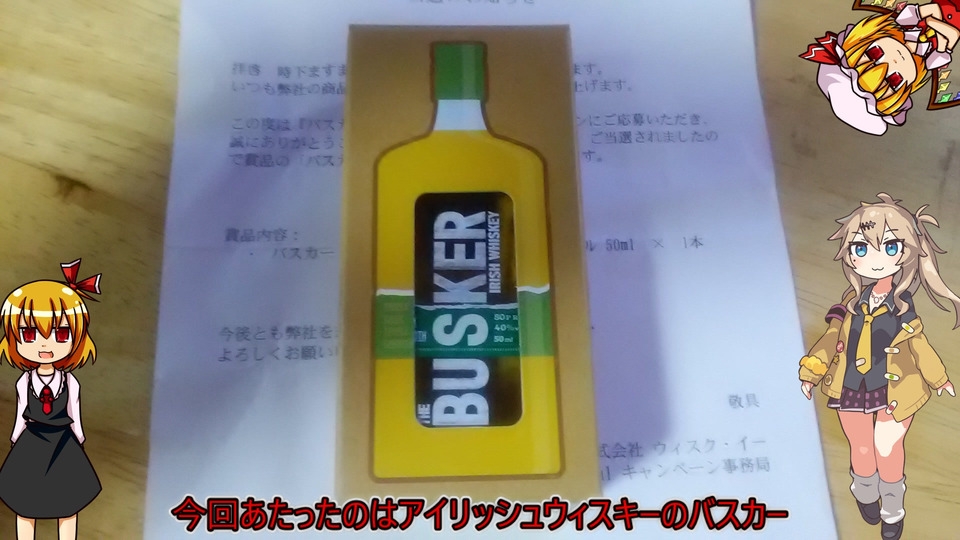 拝啓 時下ますま
ます。
いつも弊社の商品
上げます。
この度は『バスカ
ンにご応募いただき、
誠にありがとうご
ご当選されましたの
で賞品の「バスカ
す。
賞品内容：
・ バスカー
ル 50ml × 1本
今後とも弊社を
よろしくお願い
敬具
式会社 ウィスク・イー
キャンペーン事務局
THE BUSKER
IRISH WHISKEY
40%
50ml
今回あたったのはアイリッシュウィスキーのバスカー